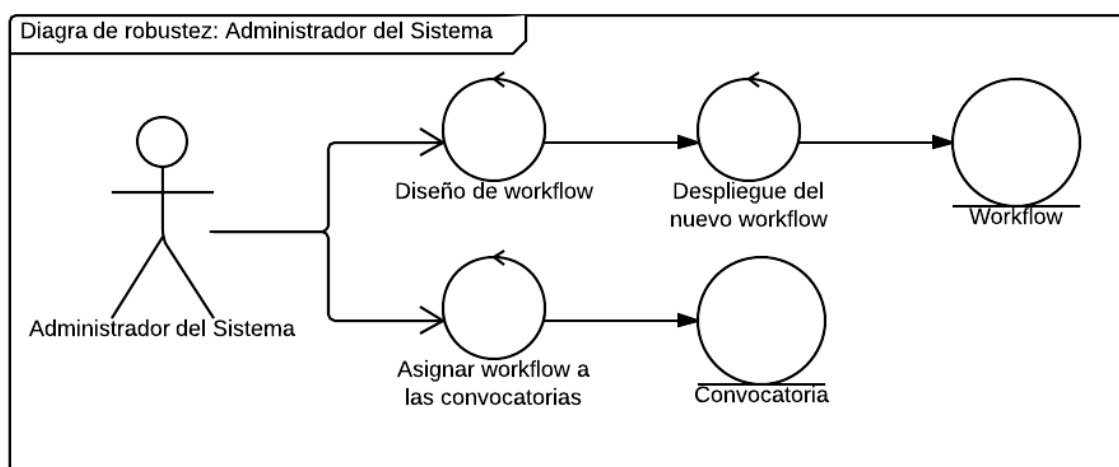 Diagra de robustez: Administrador del Sistema
Diseño de workflow
Despliegue del
nuevo workflow
Workflow
Administrador del Sistema
Asignar workflow a
las convocatorias
Convocatoria